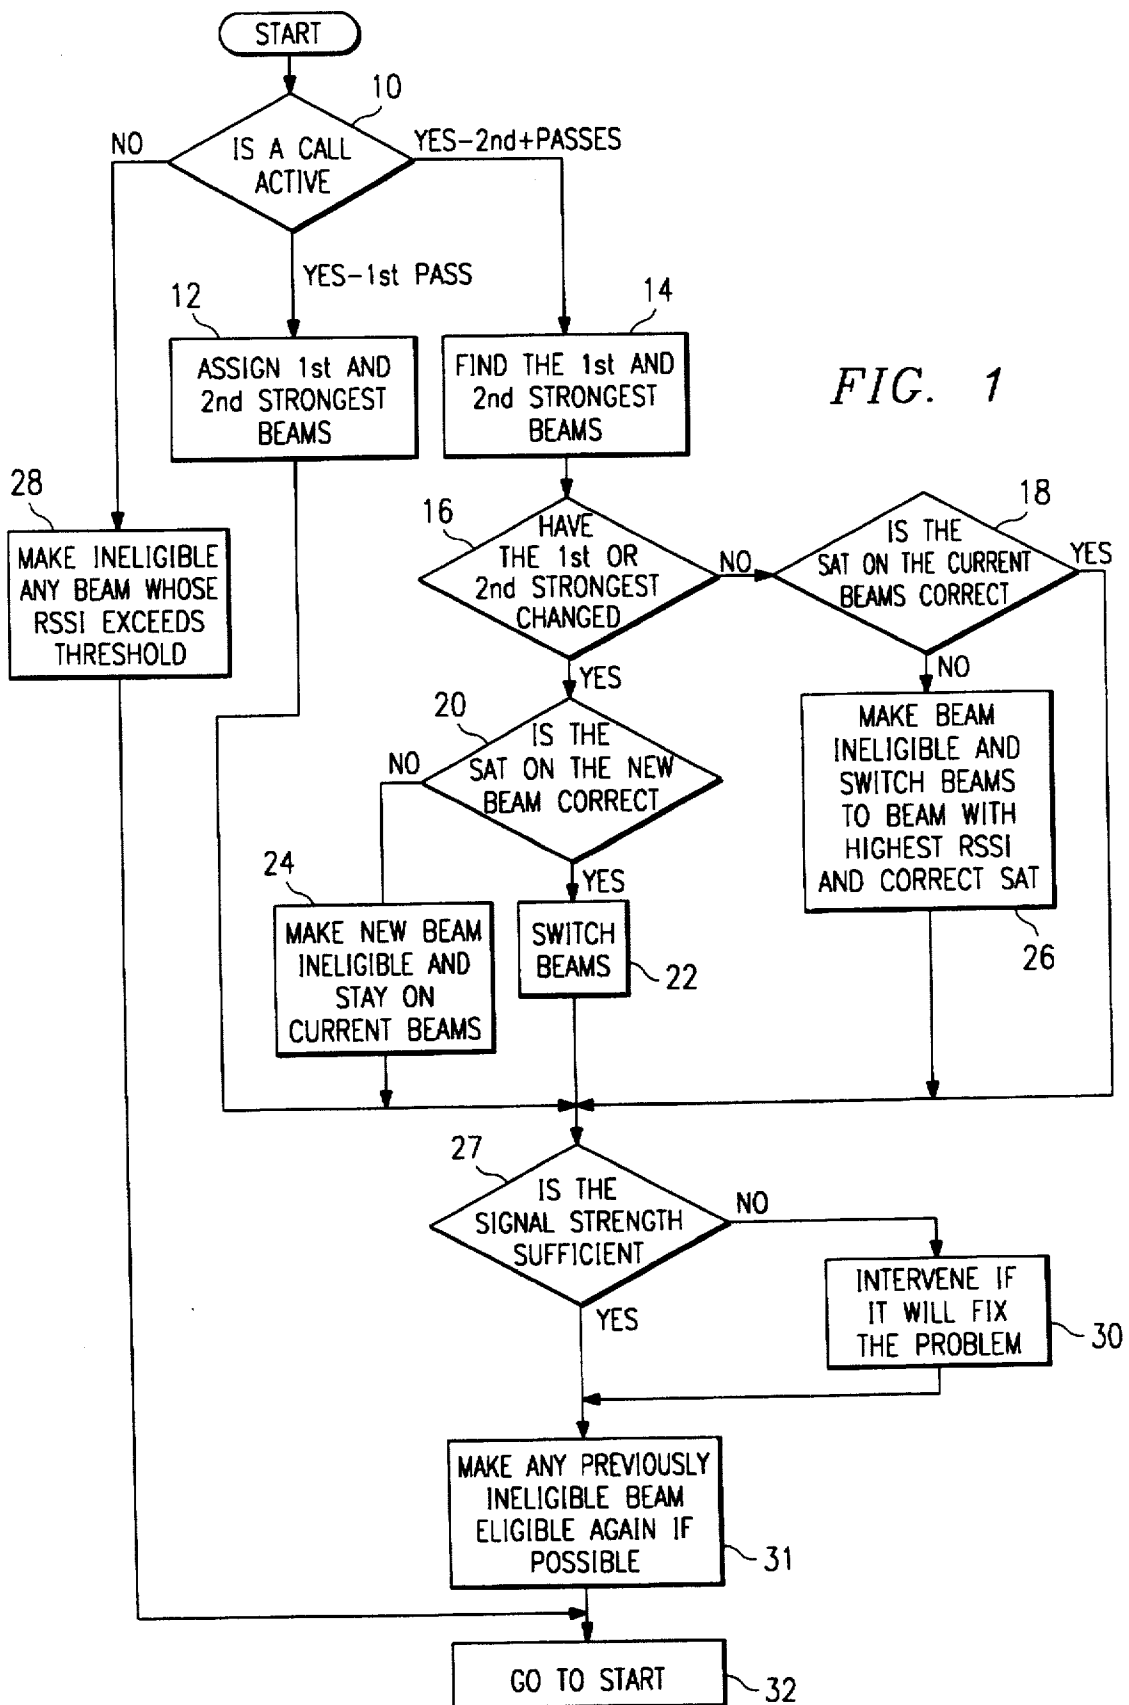 START
10
IS A CALL
ACTIVE
NO
YES-2nd+PASSES
YES-1st PASS
12
ASSIGN 1st AND
2nd STRONGEST
BEAMS
14
FIND THE 1st AND
2nd STRONGEST
BEAMS
FIG. 1
28
MAKE INELIGIBLE
ANY BEAM WHOSE
RSSI EXCEEDS
THRESHOLD
16
HAVE
THE 1st OR
2nd STRONGEST
CHANGED
NO
18
IS THE
SAT ON THE CURRENT
BEAMS CORRECT
YES
YES
NO
20
IS THE
SAT ON THE NEW
BEAM CORRECT
NO
YES
MAKE BEAM
INELIGIBLE AND
SWITCH BEAMS
TO BEAM WITH
HIGHEST RSSI
AND CORRECT SAT
26
24
MAKE NEW BEAM
INELIGIBLE AND
STAY ON
CURRENT BEAMS
SWITCH
BEAMS
22
27
IS THE
SIGNAL STRENGTH
SUFFICIENT
NO
YES
INTERVENE IF
IT WILL FIX
THE PROBLEM
30
MAKE ANY PREVIOUSLY
INELIGIBLE BEAM
ELIGIBLE AGAIN IF
POSSIBLE
31
GO TO START
32